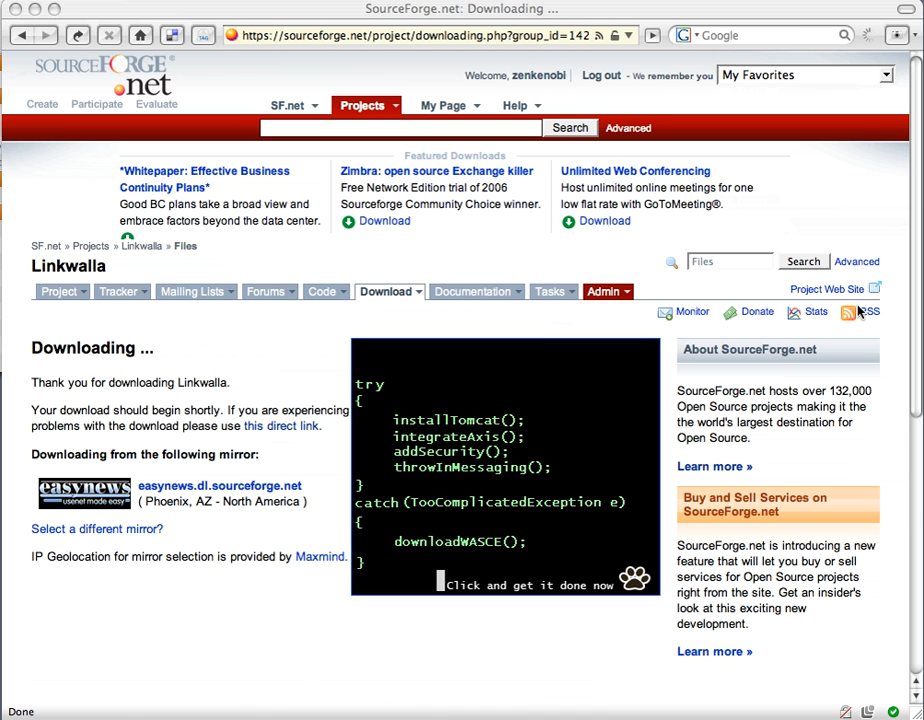 SourceForge.net: Downloading ...
https://sourceforge.net/project/downloading.php?group_id=142
Google
SOURCEFORGE
.net
Create Participate Evaluate
Welcome, zenkenobi Log out - We remember you My Favorites
SF.net Projects My Page Help
Search Advanced
Featured Downloads
*Whitepaper: Effective Business
Continuity Plans*
Good BC plans take a broad view and
embrace factors beyond the data center.
Zimbra: open source Exchange killer
Free Network Edition trial of 2006
Sourceforge Community Choice winner.
Download
Unlimited Web Conferencing
Host unlimited online meetings for one
low flat rate with GoToMeeting®.
Download
SF.net » Projects » Linkwalla » Files
Linkwalla
Files Search Advanced
Project Web Site
Project Tracker Mailing Lists Forums Code Download Documentation Tasks Admin
Monitor Donate Stats RSS
Downloading ...
Thank you for downloading Linkwalla.
Your download should begin shortly. If you are experiencing
problems with the download please use this direct link.
Downloading from the following mirror:
easynews
usenet made easy
easynews.dl.sourceforge.net
( Phoenix, AZ - North America )
Select a different mirror?
IP Geolocation for mirror selection is provided by Maxmind.
try
{
installTomcat();
integrateAxis();
addSecurity();
throwInMessaging();
}
catch (TooComplicatedException e)
{
downloadWASCE();
}
Click and get it done now
About SourceForge.net
SourceForge.net hosts over 132,000
Open Source projects making it the
the world's largest destination for
Open Source.
Learn more »
Buy and Sell Services on
SourceForge.net
SourceForge.net is introducing a new
feature that will let you buy or sell
services for Open Source projects
right from the site. Get an insider's
look at this exciting new
development.
Learn more »
Done